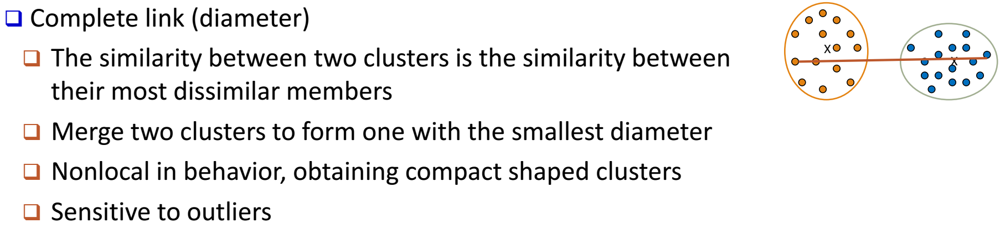 Complete link (diameter)
The similarity between two clusters is the similarity between
their most dissimilar members
Merge two clusters to form one with the smallest diameter
Nonlocal in behavior, obtaining compact shaped clusters
Sensitive to outliers
X
X